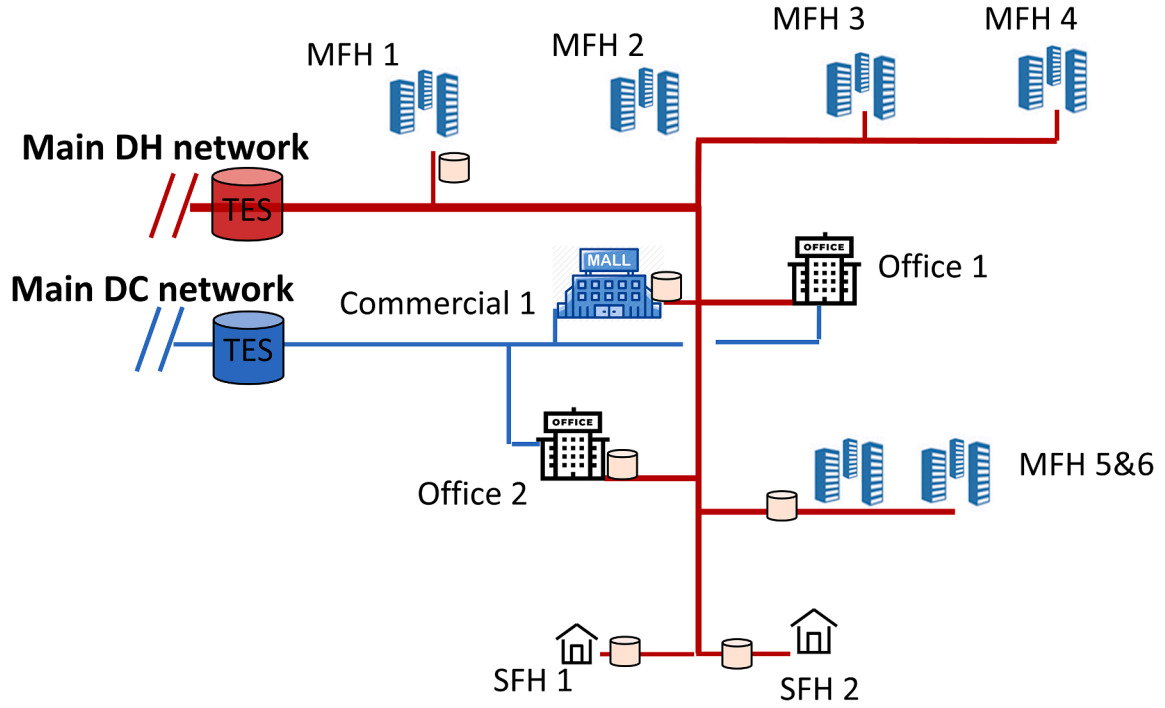 MFH 1
MFH 2
MFH 3
MFH 4
Main DH network
TES
MALL
OFFICE
Office 1
Main DC network
Commercial 1
TES
OFFICE
Office 2
MFH 5&6
SFH 1
SFH 2